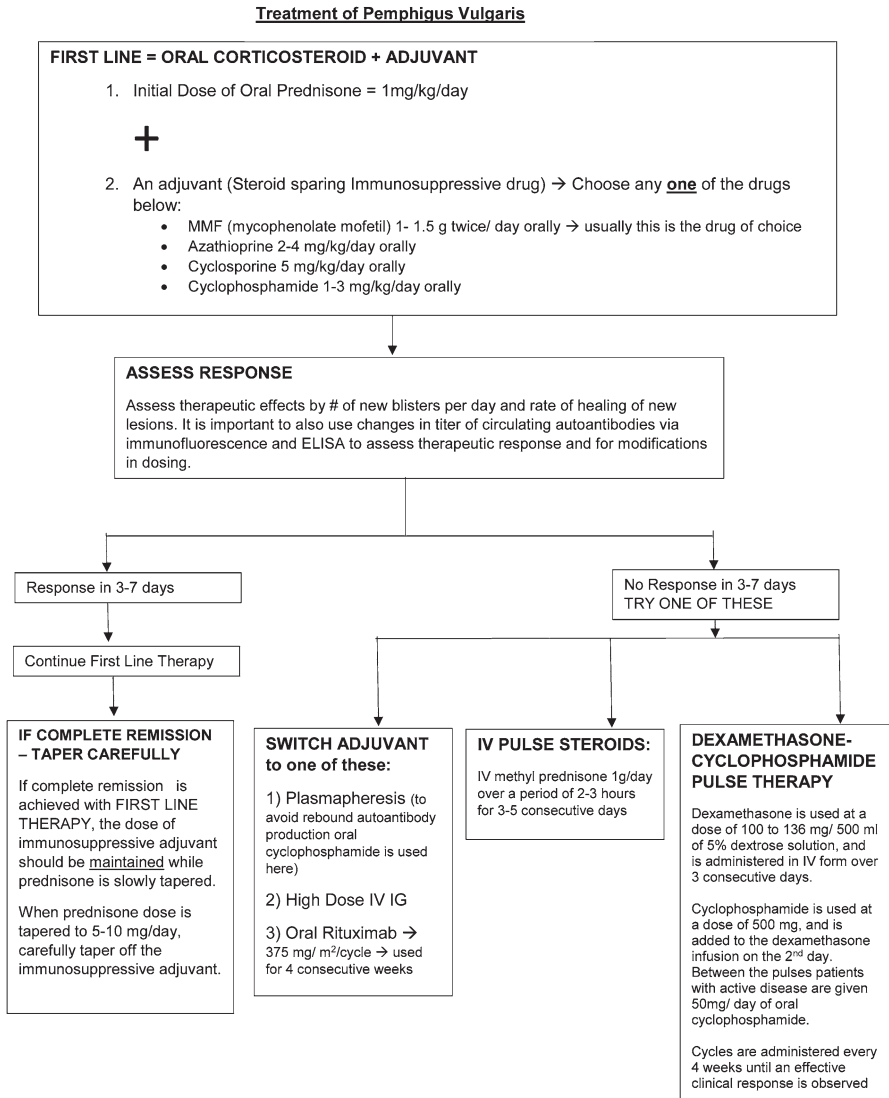 Treatment of Pemphigus Vulgaris
FIRST LINE = ORAL CORTICOSTEROID + ADJUVANT
1. Initial Dose of Oral Prednisone = 1mg/kg/day
+
2. An adjuvant (Steroid sparing Immunosuppressive drug) → Choose any one of the drugs
below:
• MMF (mycophenolate mofetil) 1- 1.5 g twice/ day orally → usually this is the drug of choice
• Azathioprine 2-4 mg/kg/day orally
• Cyclosporine 5 mg/kg/day orally
• Cyclophosphamide 1-3 mg/kg/day orally
ASSESS RESPONSE
Assess therapeutic effects by # of new blisters per day and rate of healing of new
lesions. It is important to also use changes in titer of circulating autoantibodies via
immunofluorescence and ELISA to assess therapeutic response and for modifications
in dosing.
Response in 3-7 days
Continue First Line Therapy
IF COMPLETE REMISSION
– TAPER CAREFULLY
If complete remission is
achieved with FIRST LINE
THERAPY, the dose of
immunosuppressive adjuvant
should be maintained while
prednisone is slowly tapered.
When prednisone dose is
tapered to 5-10 mg/day,
carefully taper off the
immunosuppressive adjuvant.
No Response in 3-7 days
TRY ONE OF THESE
SWITCH ADJUVANT
to one of these:
1) Plasmapheresis (to
avoid rebound autoantibody
production oral
cyclophosphamide is used
here)
2) High Dose IV IG
3) Oral Rituximab →
375 mg/ m²/cycle → used
for 4 consecutive weeks
IV PULSE STEROIDS:
IV methyl prednisone 1g/day
over a period of 2-3 hours
for 3-5 consecutive days
DEXAMETHASONE-
CYCLOPHOSPHAMIDE
PULSE THERAPY
Dexamethasone is used at a
dose of 100 to 136 mg/ 500 ml
of 5% dextrose solution, and
is administered in IV form over
3 consecutive days.
Cyclophosphamide is used at
a dose of 500 mg, and is
added to the dexamethasone
infusion on the 2nd day.
Between the pulses patients
with active disease are given
50mg/ day of oral
cyclophosphamide.
Cycles are administered every
4 weeks until an effective
clinical response is observed